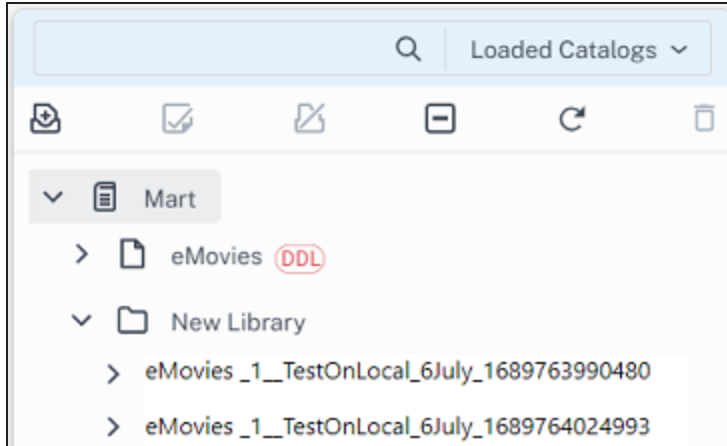 Loaded Catalogs
Mart
eMovies DDL
New Library
eMovies _1__TestOnLocal_6July_1689763990480
eMovies _1__TestOnLocal_6July_1689764024993